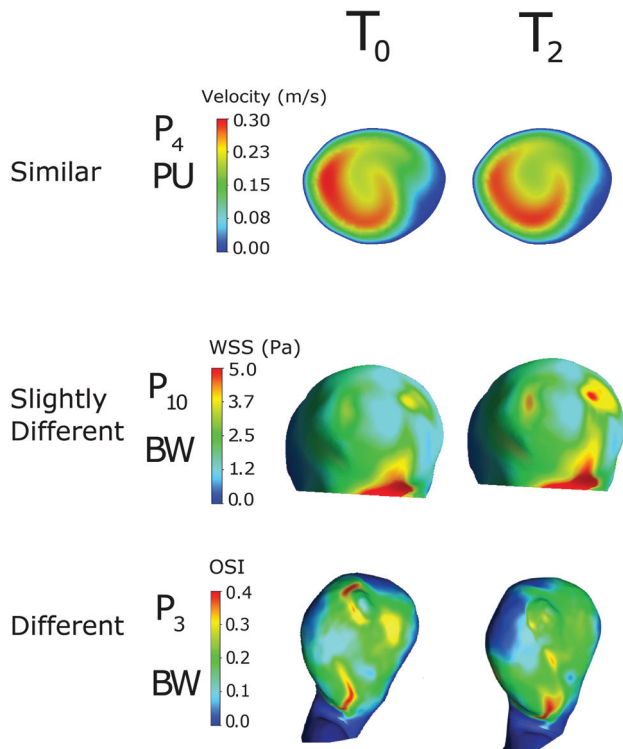 T0 T2
Velocity (m/s)
Similar
P4
PU
0.30
0.23
0.15
0.08
0.00
WSS (Pa)
Slightly
Different
P10
BW
5.0
3.7
2.5
1.2
0.0
OSI
Different
P3
BW
0.4
0.3
0.2
0.1
0.0